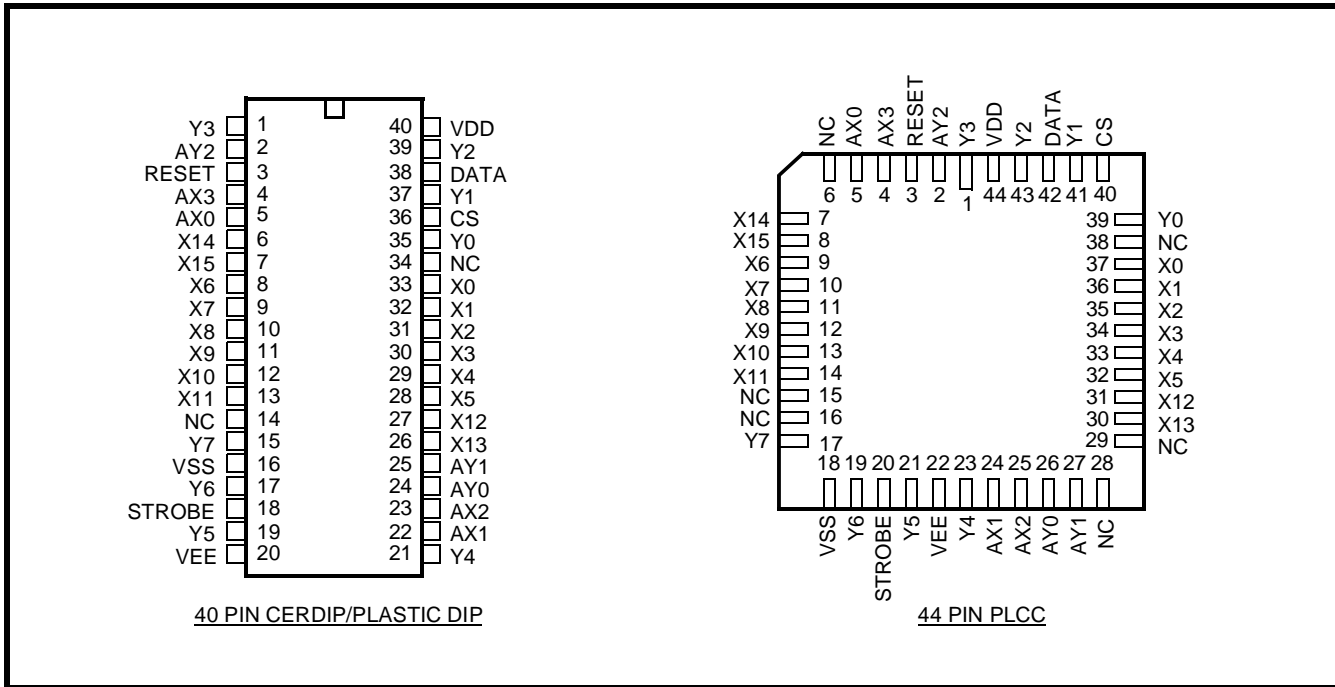 Y3 1 40 VDD
AY2 2 39 Y2
RESET 3 38 DATA
AX3 4 37 Y1
AX0 5 36 CS
X14 6 35 Y0
X15 7 34 NC
X6 8 33 X0
X7 9 32 X1
X8 10 31 X2
X9 11 30 X3
X10 12 29 X4
X11 13 28 X5
NC 14 27 X12
Y7 15 26 X13
VSS 16 25 AY1
Y6 17 24 AY0
STROBE 18 23 AX2
Y5 19 22 AX1
VEE 20 21 Y4
40 PIN CERDIP/PLASTIC DIP
NC AX0 AX3 RESET AY2 Y3 VDD Y2 DATA Y1 CS
6 5 4 3 2 1 44 43 42 41 40
X14 7 39 Y0
X15 8 38 NC
X6 9 37 X0
X7 10 36 X1
X8 11 35 X2
X9 12 34 X3
X10 13 33 X4
X11 14 32 X5
NC 15 31 X12
NC 16 30 X13
Y7 17 29 NC
18 19 20 21 22 23 24 25 26 27 28
VSS Y6 STROBE Y5 VEE Y4 AX1 AX2 AY0 AY1 NC
44 PIN PLCC